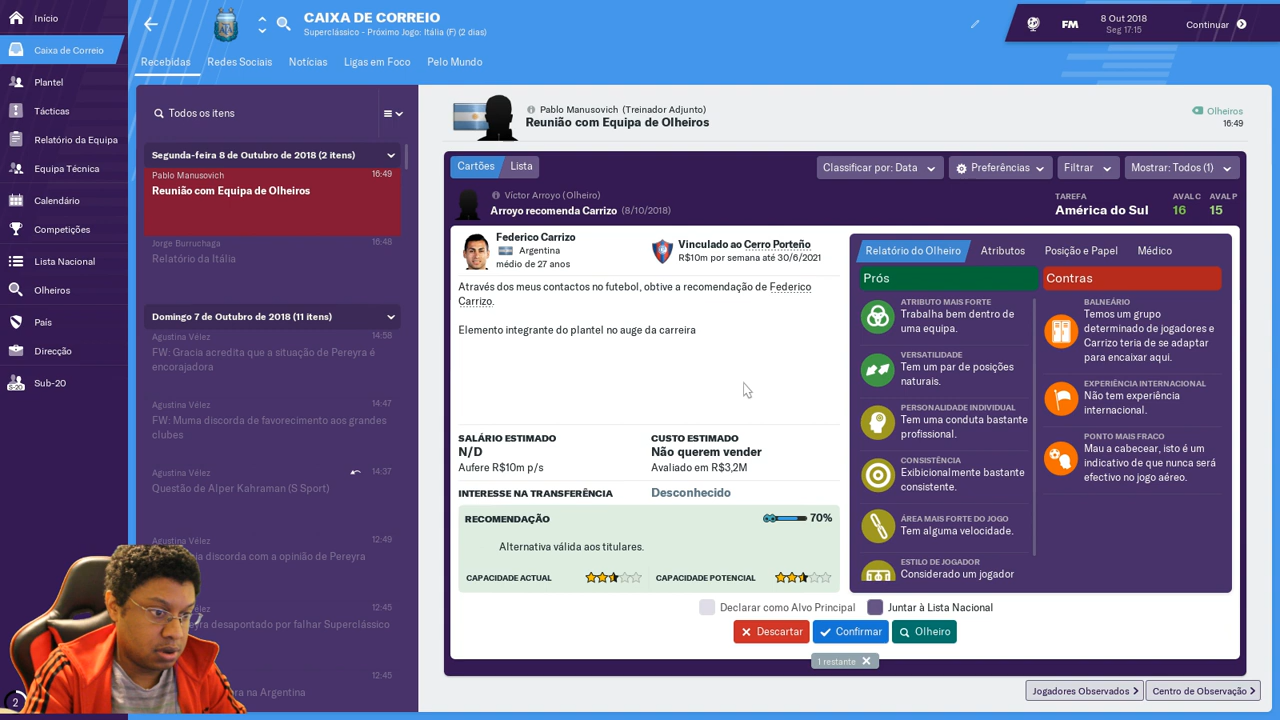 Início
Caixa de Correio
Plantel
Tácticas
Relatório da Equipa
Equipa Técnica
Calendário
Competições
Lista Nacional
Olheiros
País
Direcção
S-20
Sub-20
2
CAIXA DE CORREIO
Superclássico - Próximo Jogo: Itália (F) (2 dias)
FM
8 Out 2018
Seg 17:15
Continuar
Recebidas
Redes Sociais
Notícias
Ligas em Foco
Pelo Mundo
Todos os itens
Segunda-feira 8 de Outubro de 2018 (2 itens)
Pablo Manusovich 16:49
Reunião com Equipa de Olheiros
Jorge Burruchaga 16:48
Relatório da Itália
Domingo 7 de Outubro de 2018 (11 itens)
Agustina Vélez 14:58
FW: Gracia acredita que a situação de Pereyra é
encorajadora
Agustina Vélez 14:47
FW: Muma discorda de favorecimento aos grandes
clubes
Agustina Vélez 14:37
Questão de Alper Kahraman (S Sport)
Agustina Vélez 12:49
discorda com a opinião de Pereyra
Vélez 12:45
desapontado por falhar Superclássico
12:45
na Argentina
Pablo Manusovich (Treinador Adjunto)
Reunião com Equipa de Olheiros
Olheiros
16:49
Cartões
Lista
Classificar por: Data
Preferências
Filtrar
Mostrar: Todos (1)
Víctor Arroyo (Olheiro)
Arroyo recomenda Carrizo (8/10/2018)
TAREFA
América do Sul
AVAL C
16
AVAL P
15
Federico Carrizo
Argentina
médio de 27 anos
Vinculado ao Cerro Porteño
R$10m por semana até 30/6/2021
Através dos meus contactos no futebol, obtive a recomendação de Federico
Carrizo.
Elemento integrante do plantel no auge da carreira
SALÁRIO ESTIMADO
N/D
Aufere R$10m p/s
CUSTO ESTIMADO
Não querem vender
Avaliado em R$3,2M
INTERESSE NA TRANSFERÊNCIA
Desconhecido
RECOMENDAÇÃO
70%
Alternativa válida aos titulares.
CAPACIDADE ACTUAL
CAPACIDADE POTENCIAL
Relatório do Olheiro
Atributos
Posição e Papel
Médico
Prós
ATRIBUTO MAIS FORTE
Trabalha bem dentro de
uma equipa.
VERSATILIDADE
Tem um par de posições
naturais.
PERSONALIDADE INDIVIDUAL
Tem uma conduta bastante
profissional.
CONSISTÊNCIA
Exibicionalmente bastante
consistente.
ÁREA MAIS FORTE DO JOGO
Tem alguma velocidade.
ESTILO DE JOGADOR
Considerado um jogador
Contras
BALNEÁRIO
Temos um grupo
determinado de jogadores e
Carrizo teria de se adaptar
para encaixar aqui.
EXPERIÊNCIA INTERNACIONAL
Não tem experiência
internacional.
PONTO MAIS FRACO
Mau a cabecear, isto é um
indicativo de que nunca será
efectivo no jogo aéreo.
Declarar como Alvo Principal
Juntar à Lista Nacional
Descartar
Confirmar
Olheiro
1 restante
Jogadores Observados
Centro de Observação